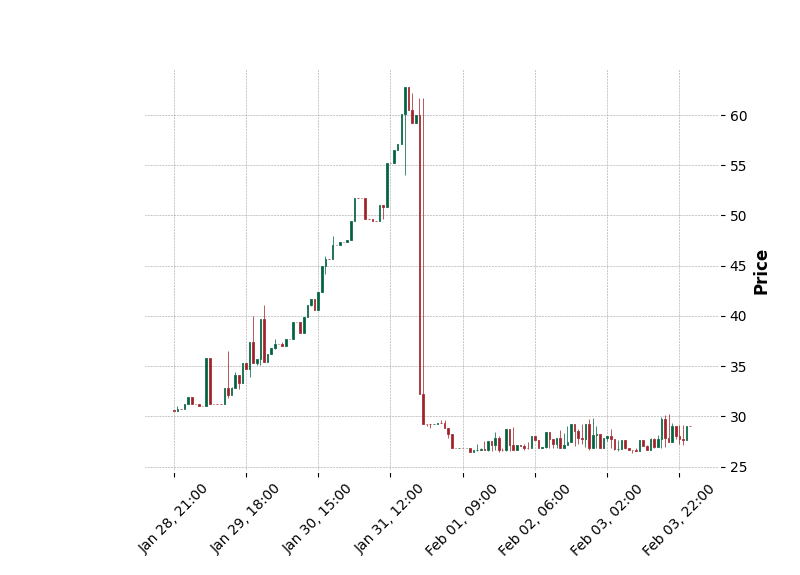 60
55
50
45
40
35
30
25
Price
Jan 28, 21:00
Jan 29, 18:00
Jan 30, 15:00
Jan 31, 12:00
Feb 01, 09:00
Feb 02, 06:00
Feb 03, 02:00
Feb 03, 22:00